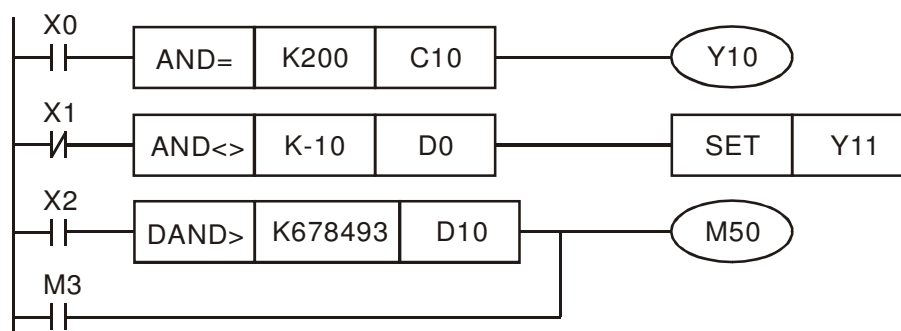 X0
AND= K200 C10 Y10
X1
AND<> K-10 D0 SET Y11
X2
DAND> K678493 D10 M50
M3